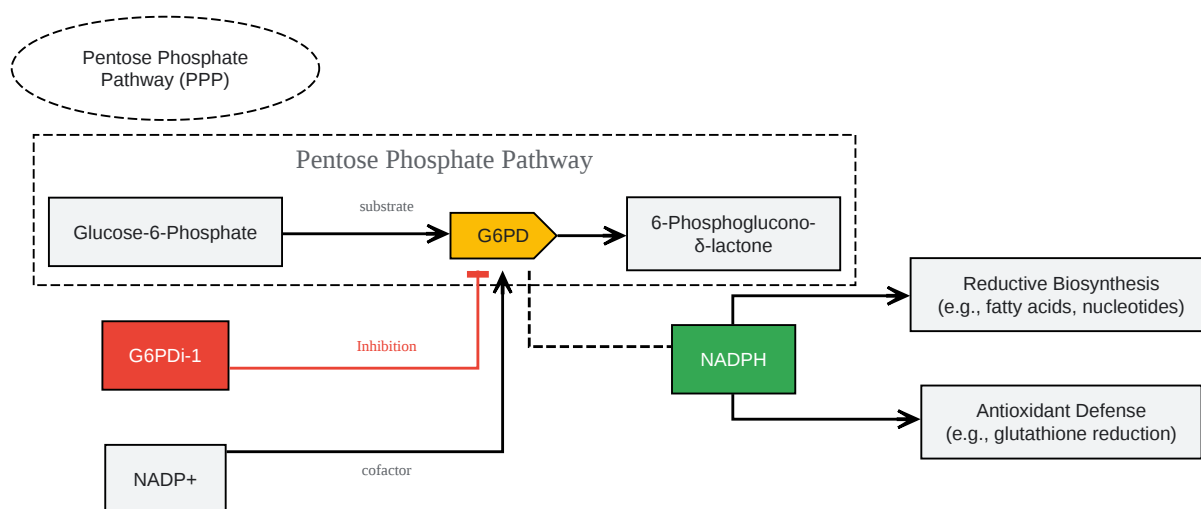 Pentose Phosphate
Pathway (PPP)
Pentose Phosphate Pathway
substrate
Glucose-6-Phosphate
G6PD
6-Phosphoglucono-
δ-lactone
Reductive Biosynthesis
(e.g., fatty acids, nucleotides)
G6PDi-1
Inhibition
NADPH
Antioxidant Defense
(e.g., glutathione reduction)
NADP+
cofactor